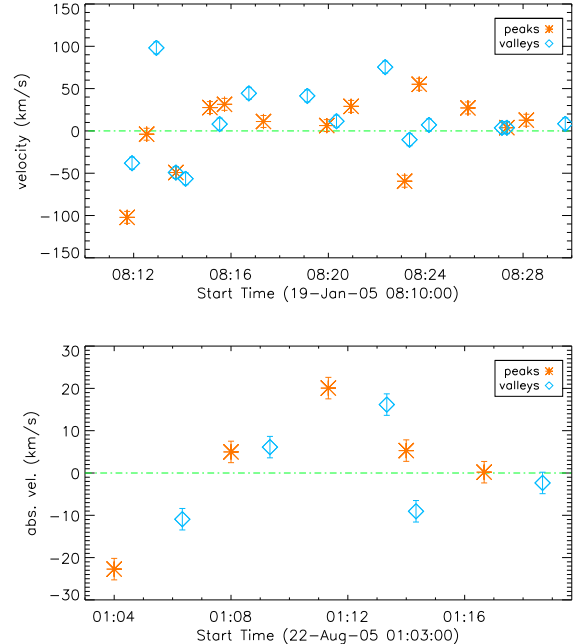 150
100
50
0
−50
−100
−150
velocity (km/s)
peaks
valleys
08:12 08:16 08:20 08:24 08:28
Start Time (19−Jan−05 08:10:00)
30
20
10
0
−10
−20
−30
abs. vel. (km/s)
peaks
valleys
01:04 01:08 01:12 01:16
Start Time (22−Aug−05 01:03:00)